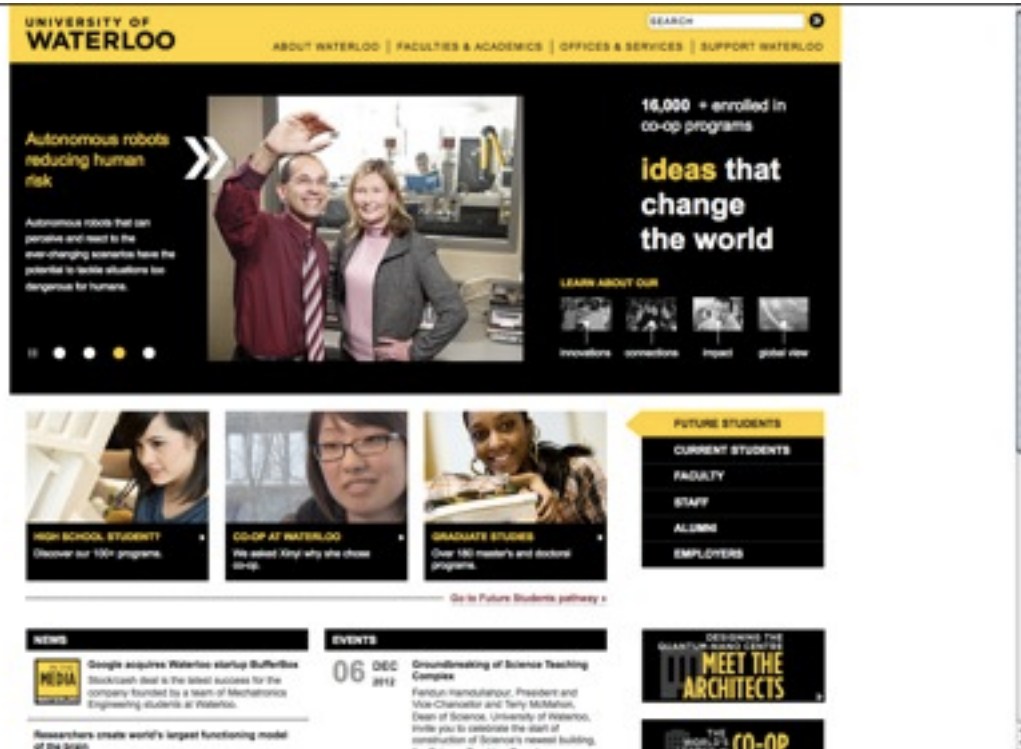 UNIVERSITY OF
WATERLOO
SEARCH
ABOUT WATERLOO | FACULTIES & ACADEMICS | OFFICES & SERVICES | SUPPORT WATERLOO
Autonomous robots
reducing human
risk
Autonomous robots that can
perceive and react to the
ever-changing scenarios have the
potential to tackle situations too
dangerous for humans.
16,000 + enrolled in
co-op programs
ideas that
change
the world
LEARN ABOUT OUR
innovations connections impact global view
HIGH SCHOOL STUDENT?
Discover our 100+ programs.
CO-OP AT WATERLOO
We asked Xinyi why she chose
co-op.
GRADUATE STUDIES
Over 180 master's and doctoral
programs.
FUTURE STUDENTS
CURRENT STUDENTS
FACULTY
STAFF
ALUMNI
EMPLOYERS
Go to Future Students pathway »
NEWS
MEDIA
Google acquires Waterloo startup BufferBox
Stock/cash deal is the latest success for the
company founded by a team of Mechatronics
Engineering students at Waterloo.
Researchers create world's largest functioning model
of the brain
EVENTS
06 DEC
2012
Groundbreaking of Science Teaching
Complex
Feridun Hamdullahpur, President and
Vice-Chancellor and Terry McMahon,
Dean of Science, University of Waterloo,
invite you to celebrate the start of
construction of Science's newest building,
DESIGNING THE
QUANTUM-NANO CENTRE
MEET THE
ARCHITECTS
THE
WORLD'S
CO-OP